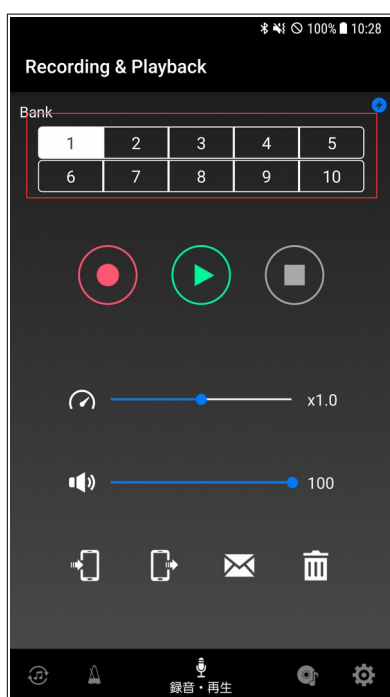 100% 10:28
Recording & Playback
Bank
1 2 3 4 5
6 7 8 9 10
x1.0
100
録音・再生